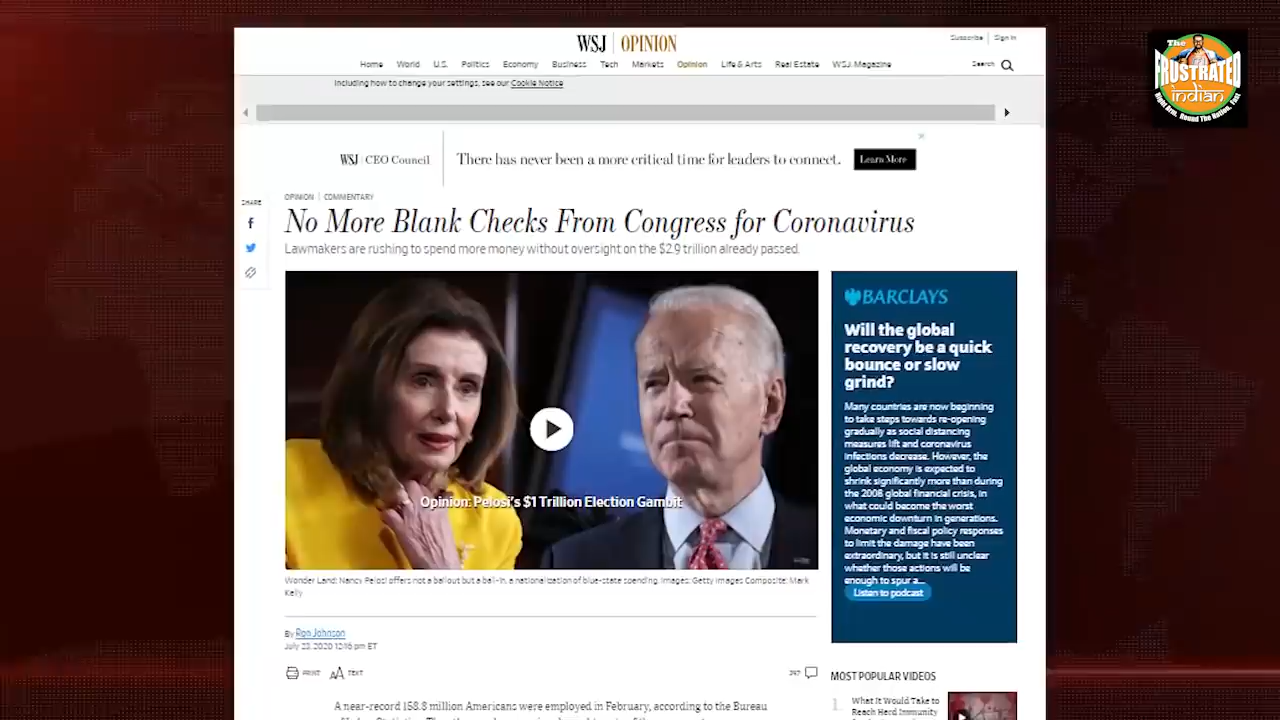 WSJ OPINION
Subscribe Sign In
Home World U.S. Politics Economy Business Tech Markets Opinion Life & Arts Real Estate WSJ. Magazine
Search
The
FRUSTRATED
indian
Right Arm. Round The Nation. Fast
including how to change your settings, see our Cookie Notice
WSJ CEO Council There has never been a more critical time for leaders to connect. Learn More
OPINION COMMENTARY
SHARE
No More Blank Checks From Congress for Coronavirus
Lawmakers are rushing to spend more money without oversight on the $2.9 trillion already passed.
Opinion: Pelosi's $1 Trillion Election Gambit
Wonder Land: Nancy Pelosi offers not a bailout but a bail-in, a nationalization of blue-state spending. Images: Getty Images Composite: Mark
Kelly
By Ron Johnson
July 23, 2020 12:16 pm ET
PRINT TEXT
A near-record 158.8 million Americans were employed in February, according to the Bureau
BARCLAYS
Will the global
recovery be a quick
bounce or slow
grind?
Many countries are now beginning
to take steps towards re-opening
gradually as social distancing
measures lift and coronavirus
infections decrease. However, the
global economy is expected to
shrink significantly more than during
the 2008 global financial crisis, in
what could become the worst
economic downturn in generations.
Monetary and fiscal policy responses
to limit the damage have been
extraordinary, but it is still unclear
whether those actions will be
enough to spur a...
Listen to podcast
MOST POPULAR VIDEOS
1. What It Would Take to
Reach Herd Immunity